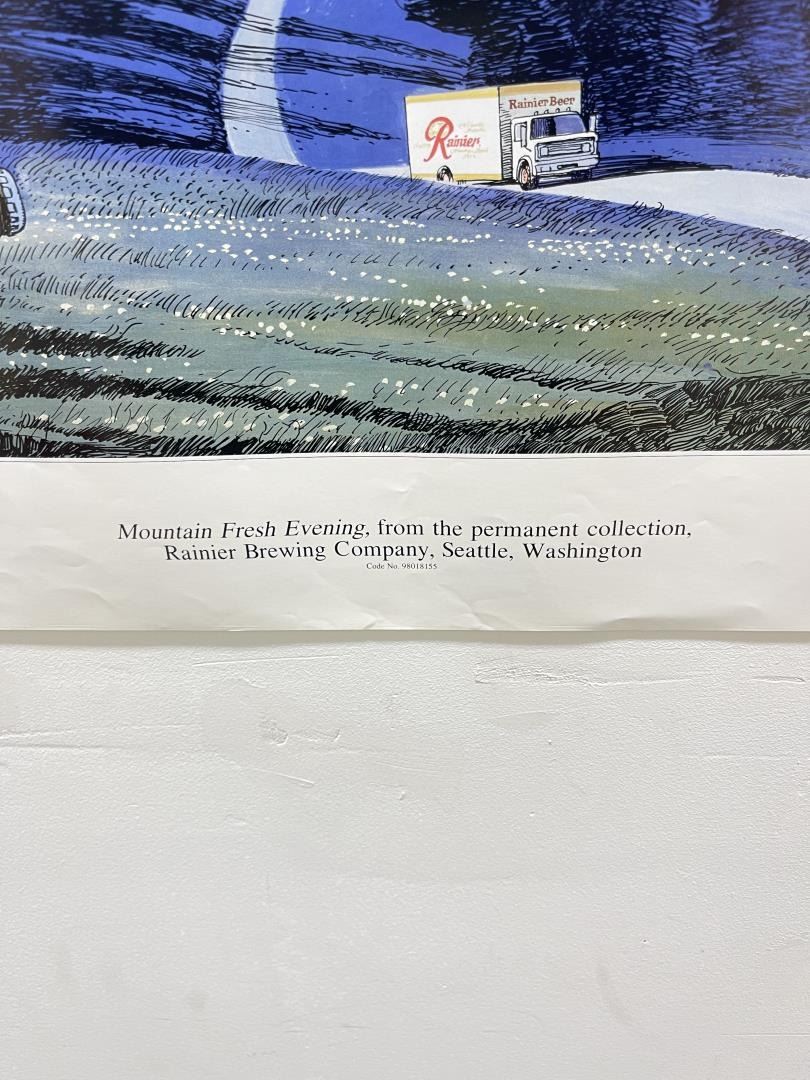 Rainier Beer
Rainier
Mountain Fresh Evening, from the permanent collection,
Rainier Brewing Company, Seattle, Washington
Code No. 98018155